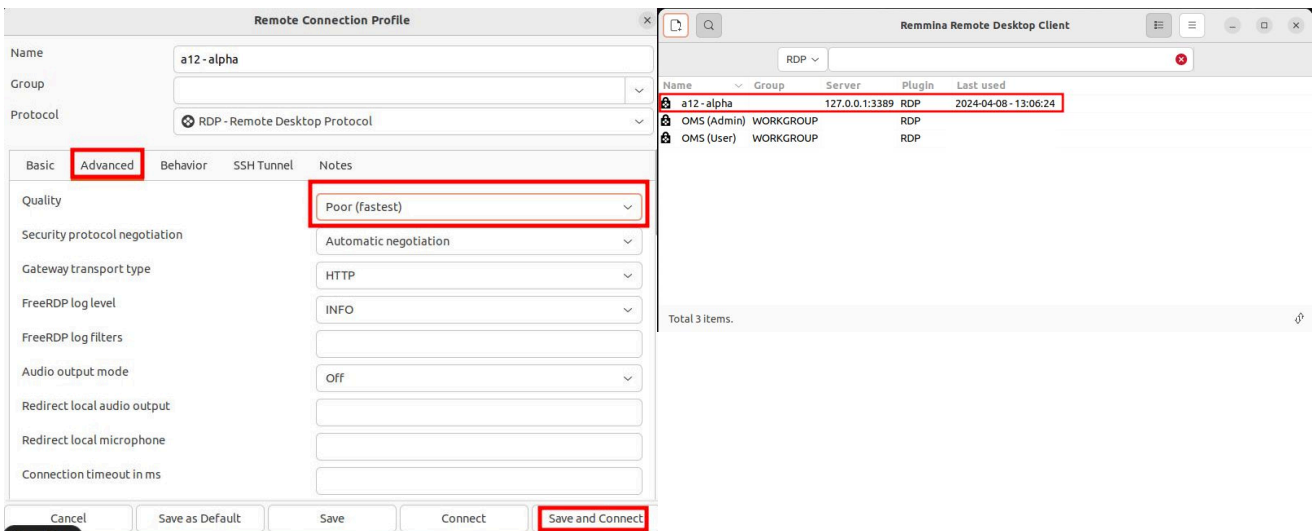 Remote Connection Profile
Name
a12-alpha
Group
Protocol
RDP - Remote Desktop Protocol
Basic Advanced Behavior SSH Tunnel Notes
Quality
Poor (fastest)
Security protocol negotiation
Automatic negotiation
Gateway transport type
HTTP
FreeRDP log level
INFO
FreeRDP log filters
Audio output mode
Off
Redirect local audio output
Redirect local microphone
Connection timeout in ms
Cancel Save as Default Save Connect Save and Connect
Remmina Remote Desktop Client
RDP
Name Group Server Plugin Last used
a12-alpha 127.0.0.1:3389 RDP 2024-04-08 - 13:06:24
OMS (Admin) WORKGROUP RDP
OMS (User) WORKGROUP RDP
Total 3 items.